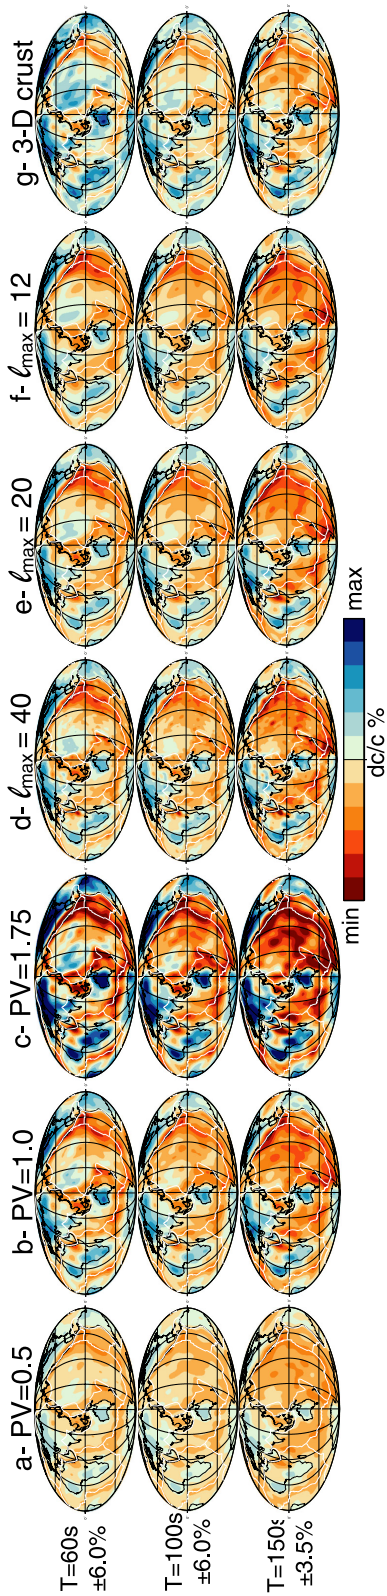 a- PV=0.5
b- PV=1.0
c- PV=1.75
d- ℓmax = 40
e- ℓmax = 20
f- ℓmax = 12
g- 3-D crust
T=60s
±6.0%
T=100s
±6.0%
T=150s
±3.5%
min
max
dc/c %